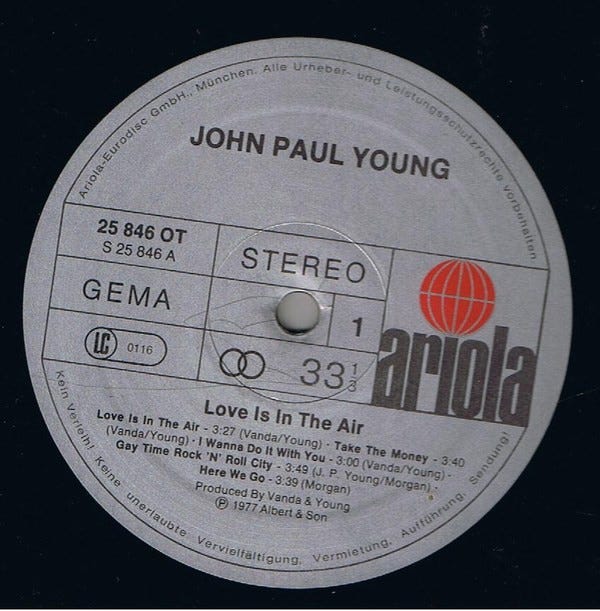 Ariola-Eurodisc GmbH., München. Alle Urheber- und Leistungsschutzrechte vorbehalten
JOHN PAUL YOUNG
25 846 OT
S 25 846 A
STEREO
GEMA
1
LC 0116
33 1/3
ariola
Love Is In The Air
Love Is In The Air - 3:27 (Vanda/Young) · Take The Money - 3:40
(Vanda/Young) · I Wanna Do It With You - 3:00 (Vanda/Young) ·
Gay Time Rock 'N' Roll City - 3:49 (J. P. Young/Morgan) ·
Here We Go - 3:39 (Morgan)
Produced By Vanda & Young
Ⓟ 1977 Albert & Son
Kein Verleih! Keine unerlaubte Vervielfältigung, Vermietung, Aufführung, Sendung!